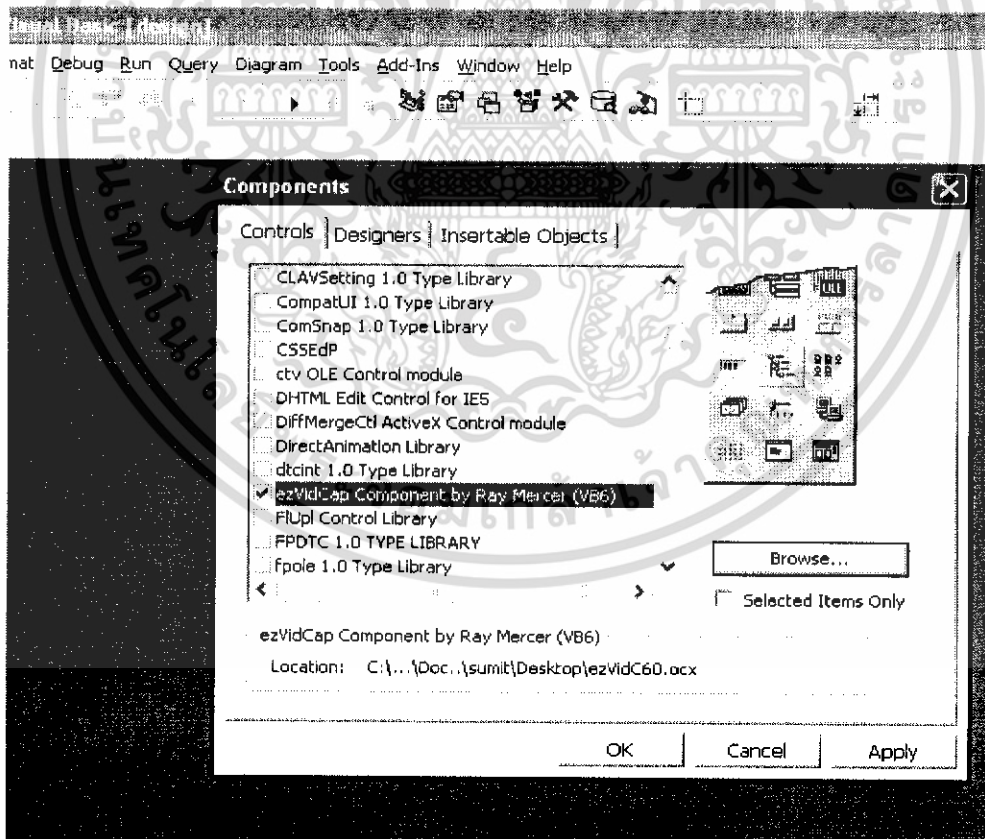 nat Debug Run Query Diagram Tools Add-Ins Window Help
Components
Controls Designers Insertable Objects
CLAVSetting 1.0 Type Library
CompatUI 1.0 Type Library
ComSnap 1.0 Type Library
CSSEdP
ctv OLE Control module
DHTML Edit Control for IE5
DiffMergeCtl ActiveX Control module
DirectAnimation Library
dtcint 1.0 Type Library
ezVidCap Component by Ray Mercer (VB6)
FlUpl Control Library
FPDTC 1.0 TYPE LIBRARY
fpole 1.0 Type Library
Browse...
Selected Items Only
ezVidCap Component by Ray Mercer (VB6)
Location: C:\...\Doc..\sumit\Desktop\ezVidC60.ocx
OK Cancel Apply